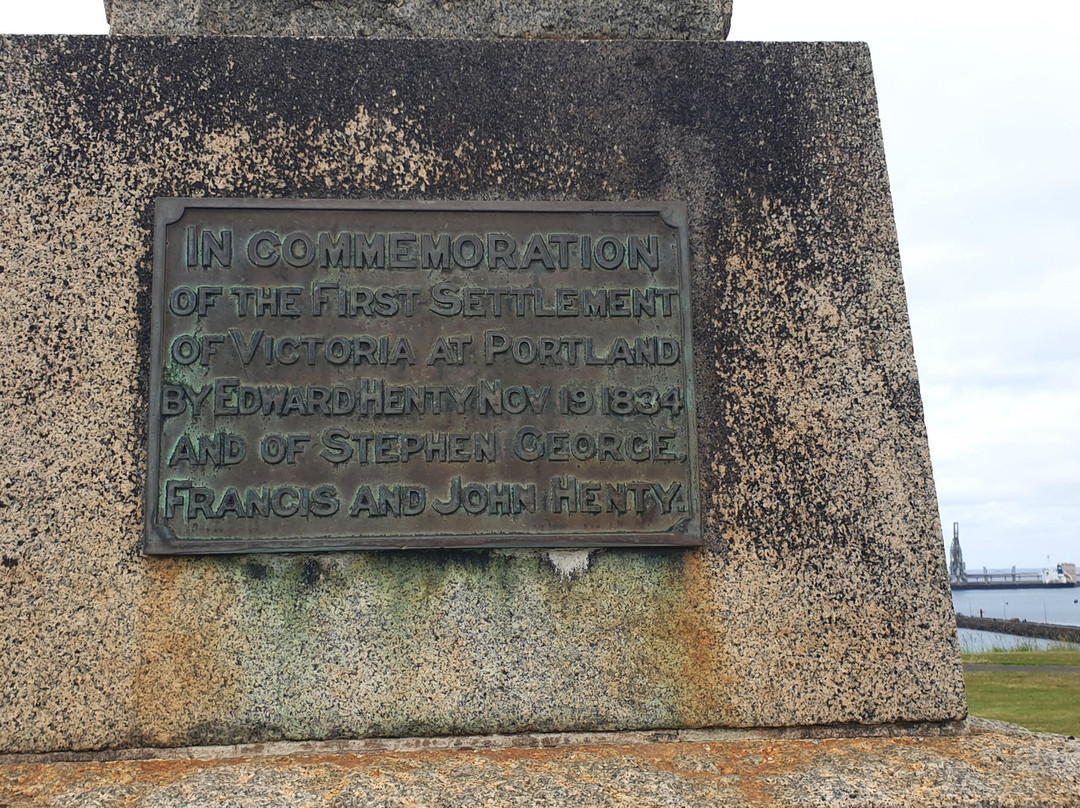 IN COMMEMORATION
OF THE FIRST SETTLEMENT
OF VICTORIA AT PORTLAND
BY EDWARD HENTY NOV 19 1834
AND OF STEPHEN GEORGE,
FRANCIS AND JOHN HENTY.